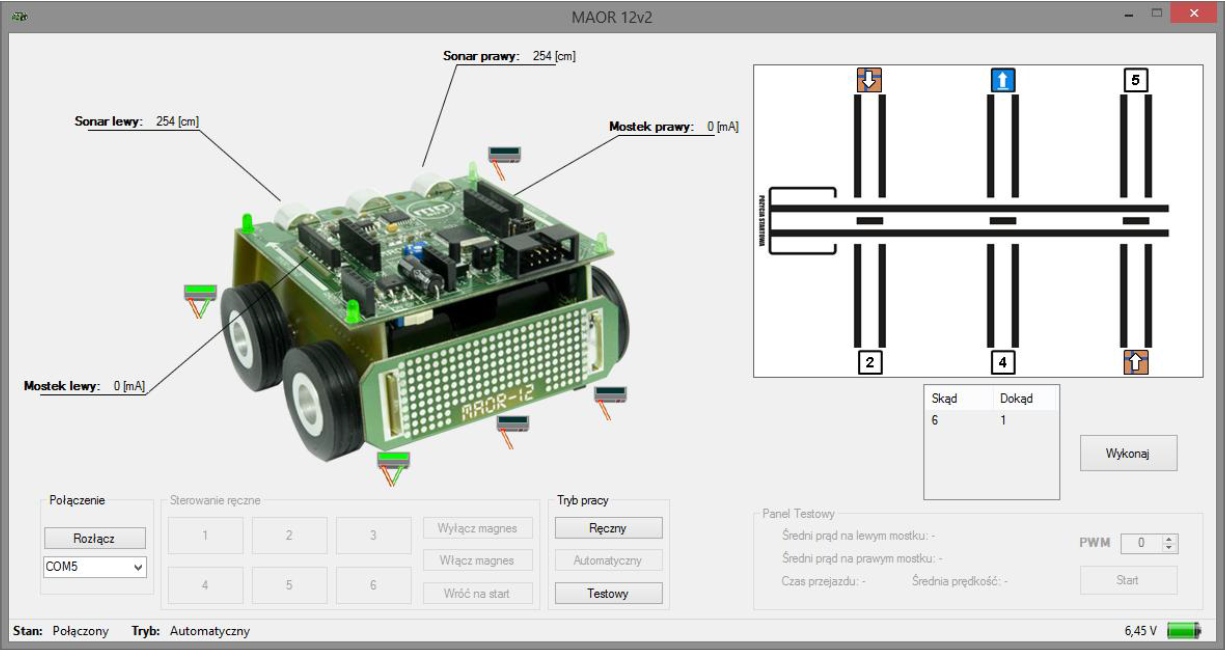 MAOR 12v2
Sonar prawy: 254 [cm]
Sonar lewy: 254 [cm]
Mostek prawy: 0 [mA]
Mostek lewy: 0 [mA]
MAOR-12
5
POZYCJA STARTOWA
2
4
Skąd Dokąd
6 1
Wykonaj
Połączenie
Rozłącz
COM5
Sterowanie ręczne
1 2 3 Wyłącz magnes
Włącz magnes
4 5 6 Wróć na start
Tryb pracy
Ręczny
Automatyczny
Testowy
Panel Testowy
Średni prąd na lewym mostku: -
Średni prąd na prawym mostku: -
Czas przejazdu: - Średnia prędkość: -
PWM 0
Start
Stan: Połączony Tryb: Automatyczny
6,45 V